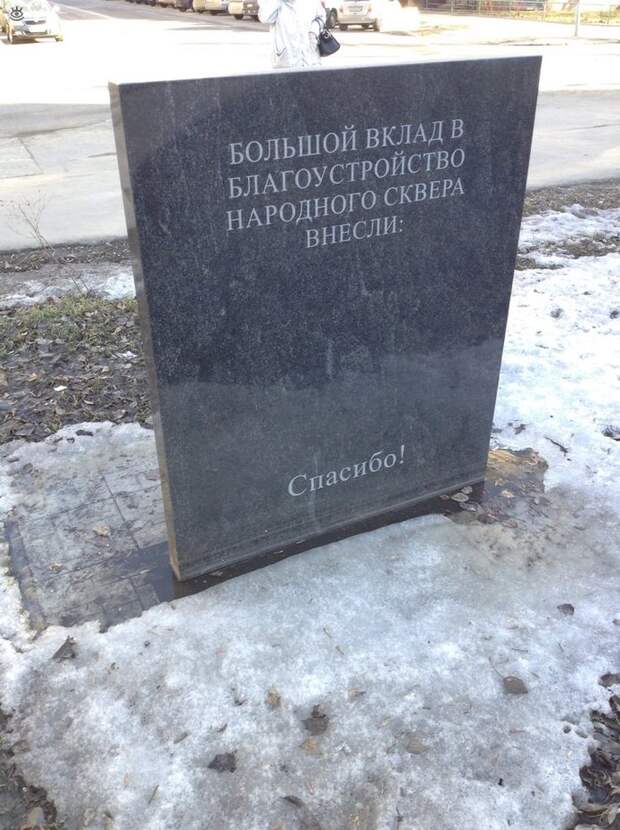 БОЛЬШОЙ ВКЛАД В
БЛАГОУСТРОЙСТВО
НАРОДНОГО СКВЕРА
ВНЕСЛИ:
Спасибо!